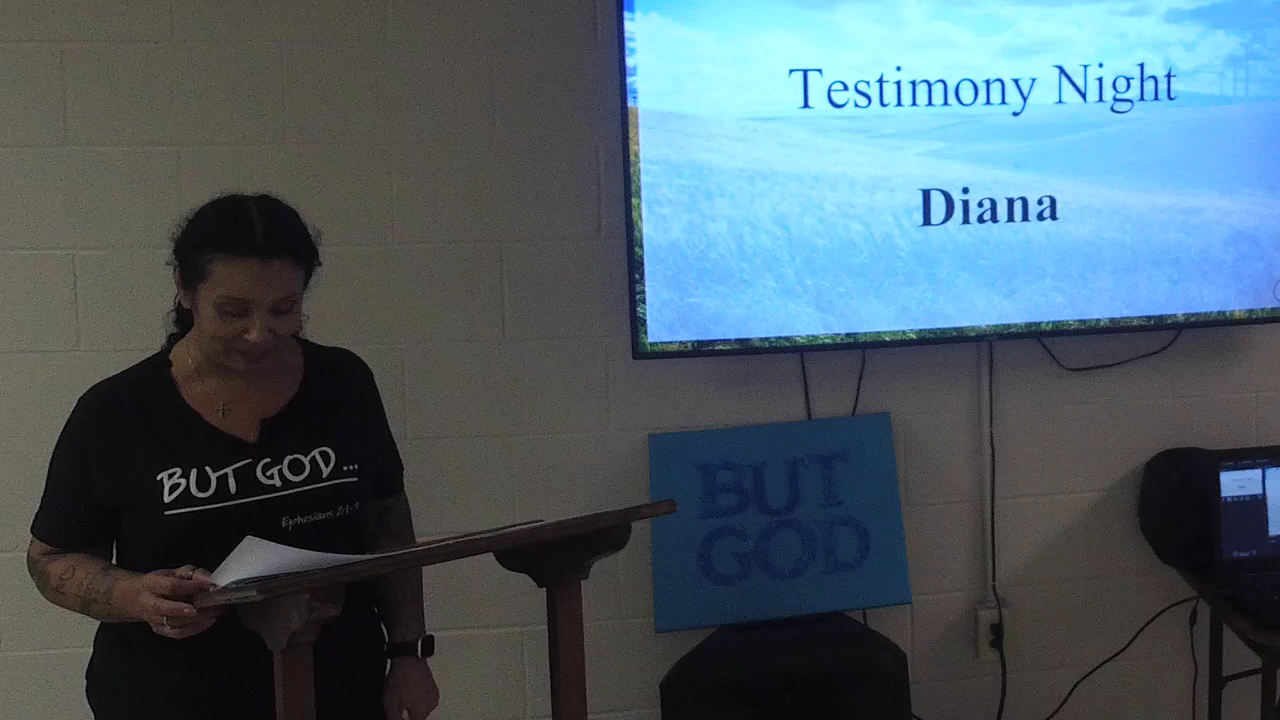 Testimony Night
Diana
BUT GOD...
Ephesians 2:1-9
BUT
GOD